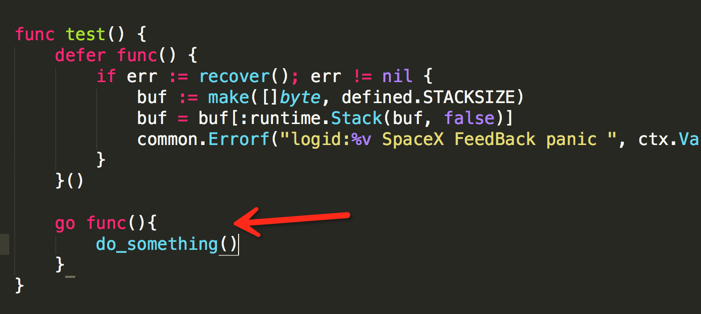 func test() {
    defer func() {
        if err := recover(); err != nil {
            buf := make([]byte, defined.STACKSIZE)
            buf = buf[:runtime.Stack(buf, false)]
            common.Errorf("logid:%v SpaceX FeedBack panic ", ctx.Va
        }
    }()
    go func(){
        do_something()
    }
}